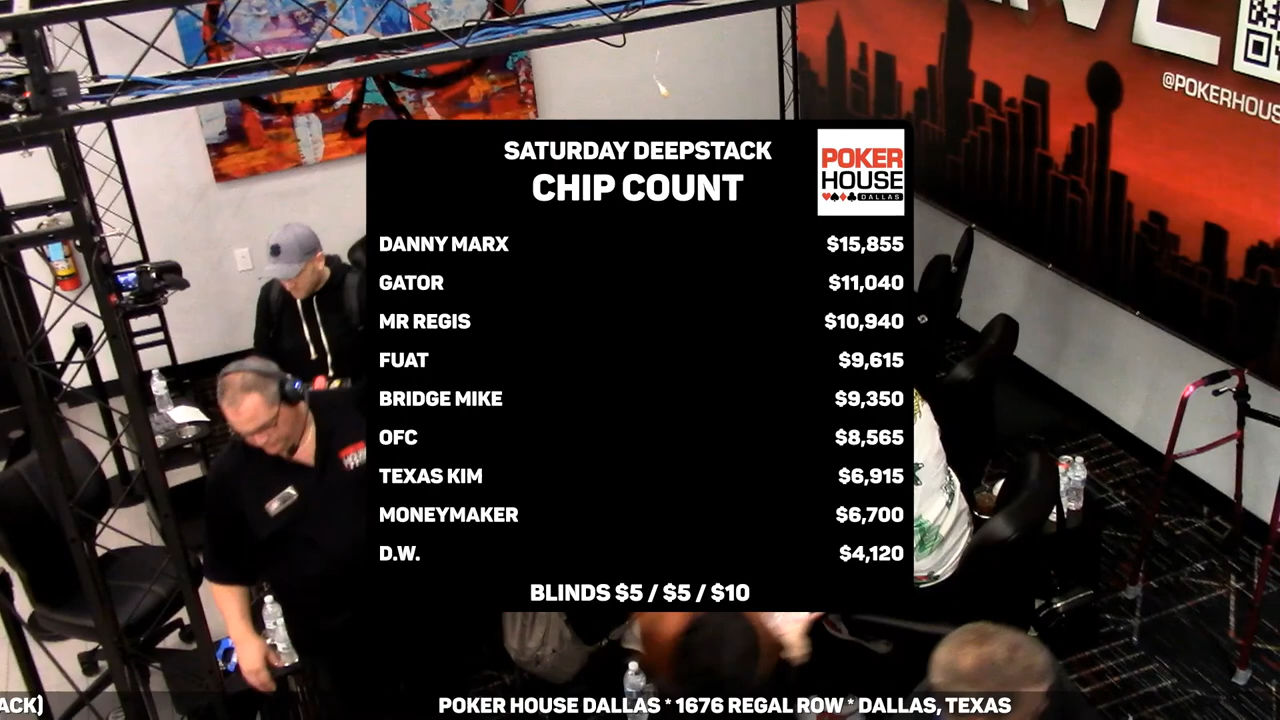 LIVE
@POKERHOUS
SATURDAY DEEPSTACK
CHIP COUNT
POKER
HOUSE
DALLAS
DANNY MARX $15,855
GATOR $11,040
MR REGIS $10,940
FUAT $9,615
BRIDGE MIKE $9,350
OFC $8,565
TEXAS KIM $6,915
MONEYMAKER $6,700
D.W. $4,120
BLINDS $5 / $5 / $10
ACK) POKER HOUSE DALLAS * 1676 REGAL ROW * DALLAS, TEXAS